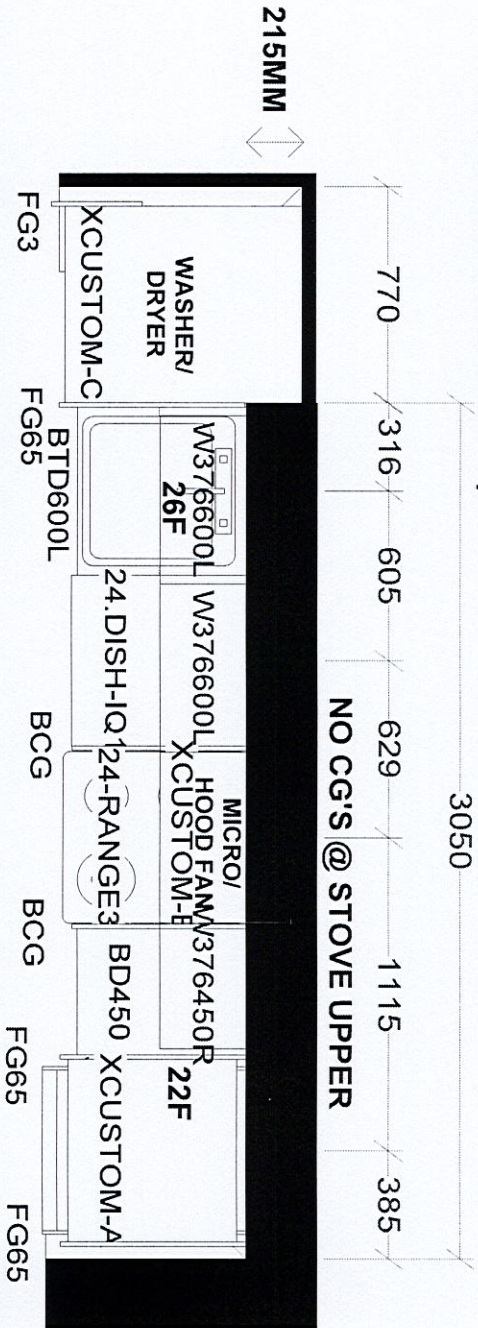 3050
770
316
605
629
1115
385
215MM
NO CG'S @ STOVE UPPER
WASHER/
DRYER
XCUSTOM-C
W376600L
26F
W376600L
MICRO/
HOOD FAN
XCUSTOM-B
W376450R
22F
24.DISH-IQ1
24-RANGE3
BD450
XCUSTOM-A
FG3
FG65
BTD600L
BCG
BCG
FG65
FG65